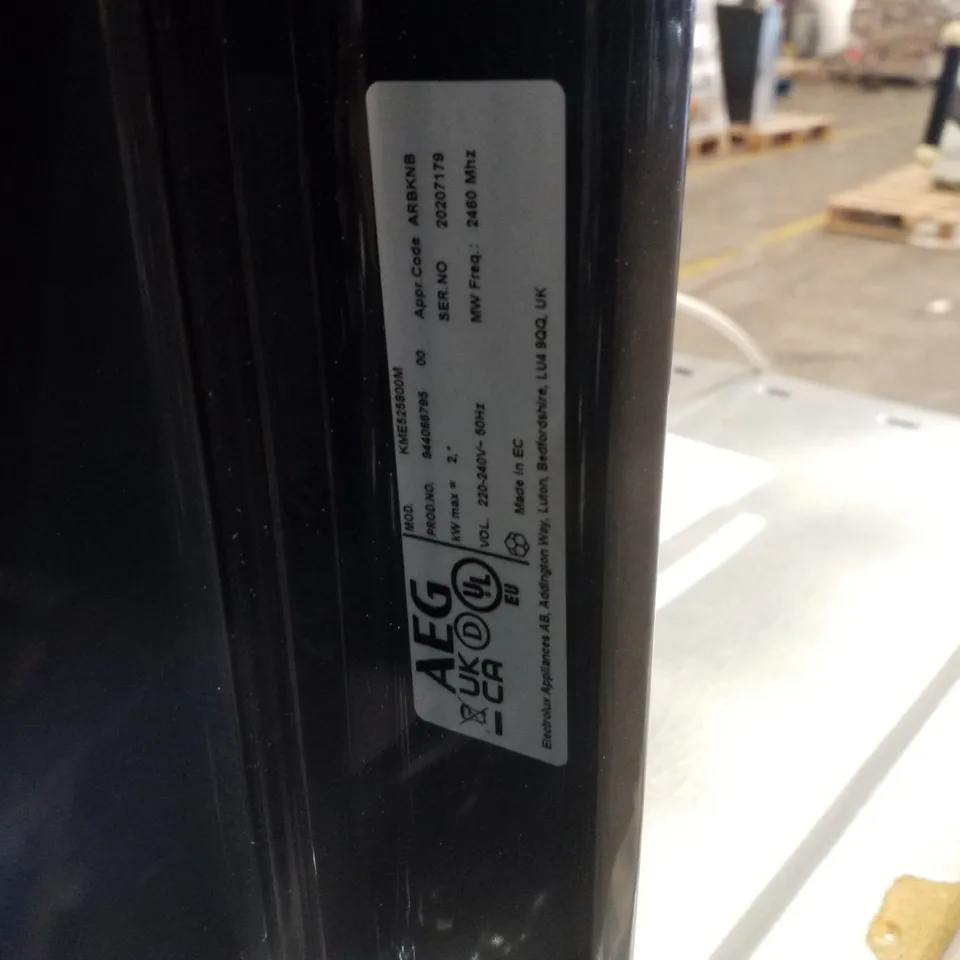 AEG
UK
CA
D
UL
EU
MOD. KME525800M
PROD.NO. 944066795 00 Appr.Code ARBKNB
kW max = 2,* SER.NO 20207179
VOL. 220-240V~ 50Hz MW Freq.: 2460 Mhz
Made in EC
Electrolux Appliances AB, Addington Way, Luton, Bedfordshire, LU4 9QQ, UK